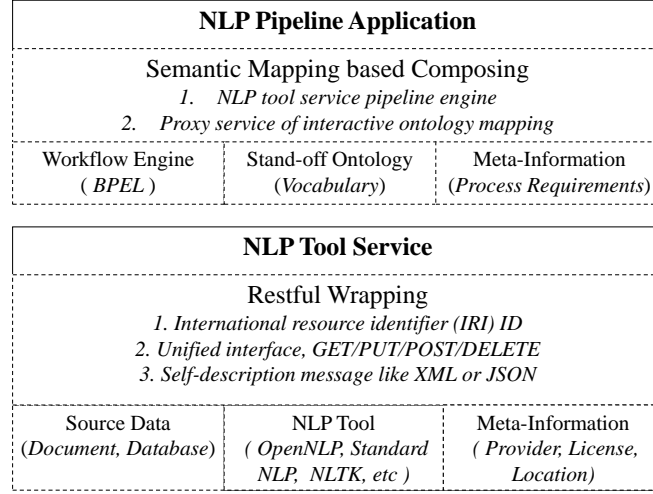 NLP Pipeline Application
Semantic Mapping based Composing
1. NLP tool service pipeline engine
2. Proxy service of interactive ontology mapping
Workflow Engine
( BPEL )
Stand-off Ontology
(Vocabulary)
Meta-Information
(Process Requirements)
NLP Tool Service
Restful Wrapping
1. International resource identifier (IRI) ID
2. Unified interface, GET/PUT/POST/DELETE
3. Self-description message like XML or JSON
Source Data
(Document, Database)
NLP Tool
( OpenNLP, Standard
NLP, NLTK, etc )
Meta-Information
( Provider, License,
Location)